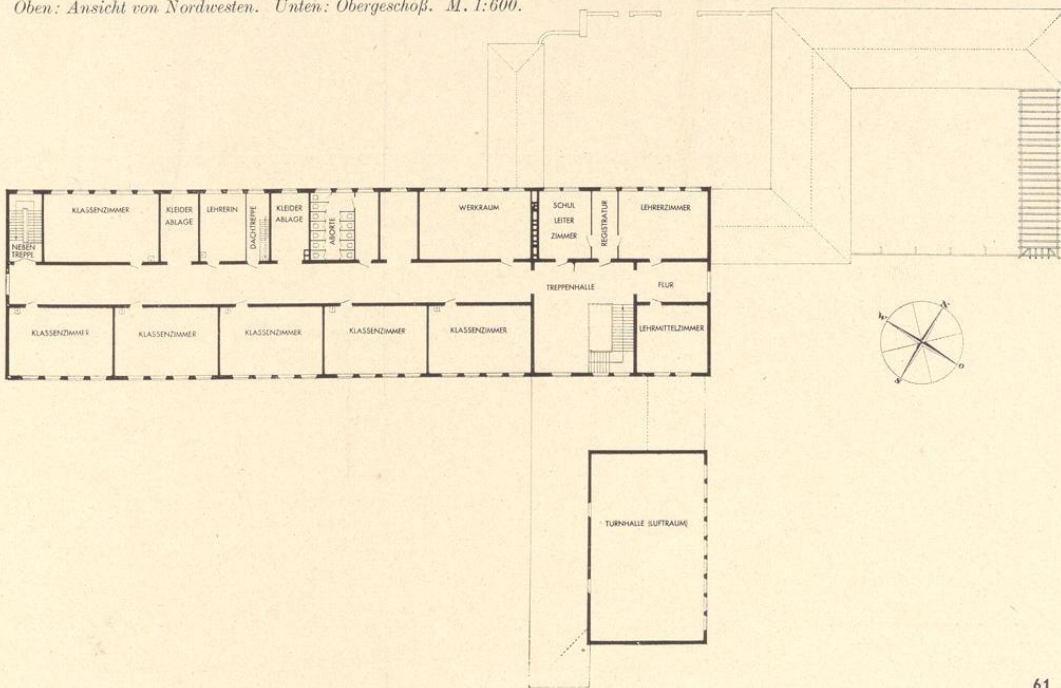 Oben: Ansicht von Nordwesten. Unten: Obergeschoß. M. 1:600.
NEBEN
TREPPE
KLASSENZIMMER
KLEIDER
ABLAGE
LEHRERIN
DACHTREPPE
KLEIDER
ABLAGE
ABORTE
WERKRAUM
SCHUL
LEITER
ZIMMER
REGISTRATUR
LEHRERZIMMER
TREPPENHALLE
FLUR
KLASSENZIMMER
KLASSENZIMMER
KLASSENZIMMER
KLASSENZIMMER
KLASSENZIMMER
LEHRMITTELZIMMER
N
W
S
O
TURNHALLE (LUFTRAUM)
61